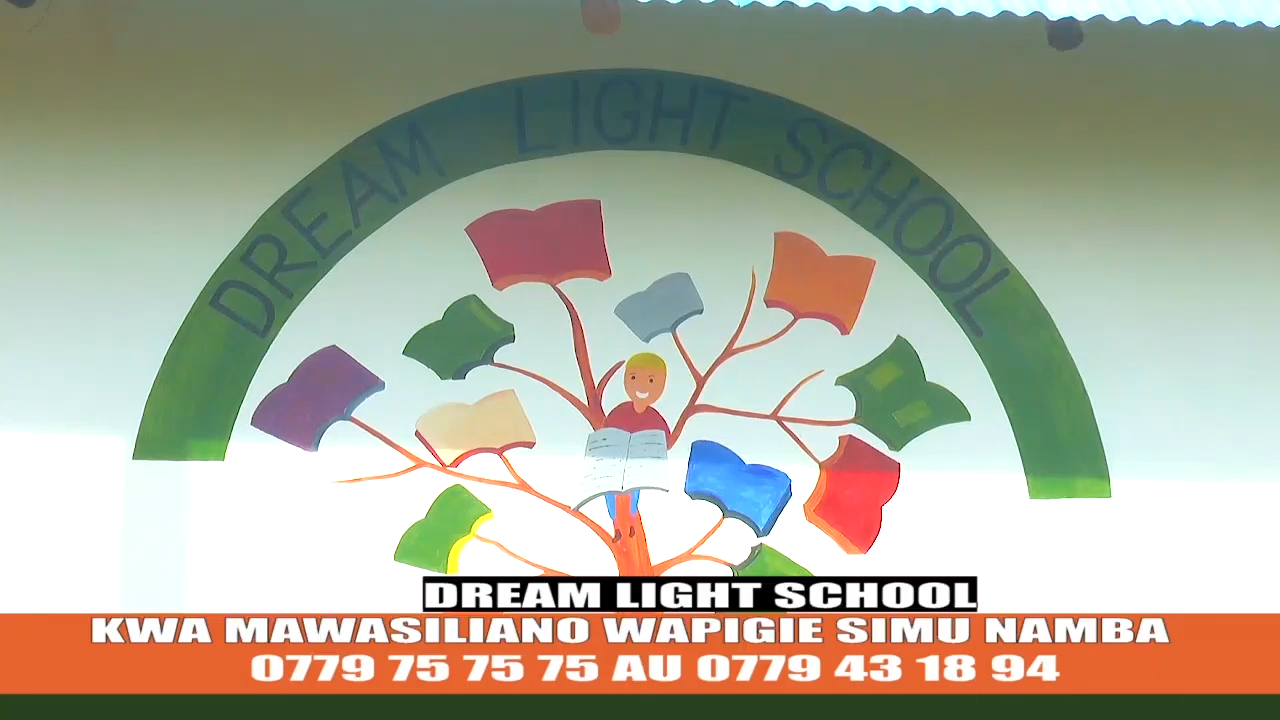 DREAM LIGHT SCHOOL
DREAM LIGHT SCHOOL
KWA MAWASILIANO WAPIGIE SIMU NAMBA
0779 75 75 75 AU 0779 43 18 94